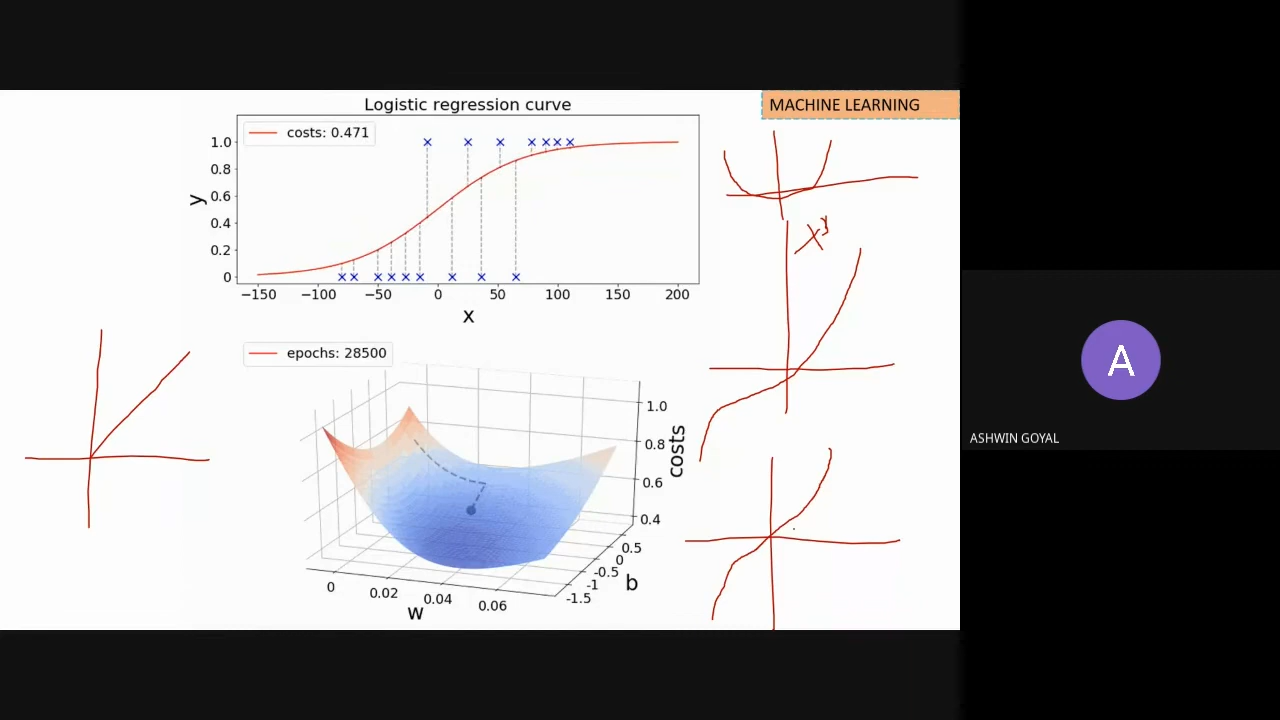 Logistic regression curve
MACHINE LEARNING
costs: 0.471
1.0
0.8
0.6
0.4
0.2
0
y
−150
−100
−50
0
50
100
150
200
x
epochs: 28500
1.0
0.8
0.6
0.4
costs
0.5
0
-0.5
-1
-1.5
b
0
0.02
0.04
0.06
w
A
ASHWIN GOYAL